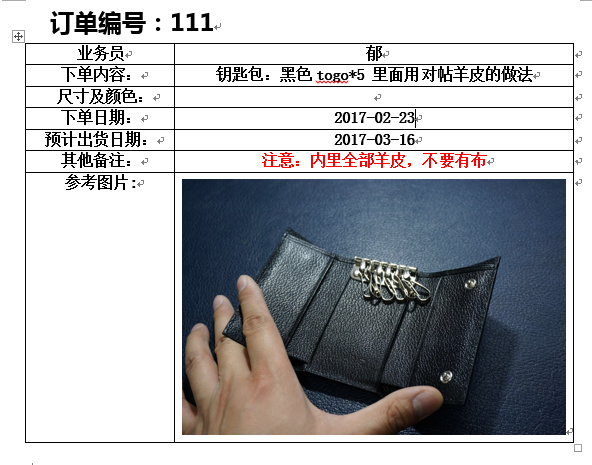 订单编号：111
业务员
郁
下单内容：
钥匙包：黑色 togo*5 里面用对帖羊皮的做法
尺寸及颜色：
下单日期：
2017-02-23
预计出货日期：
2017-03-16
其他备注：
注意：内里全部羊皮，不要有布
参考图片: